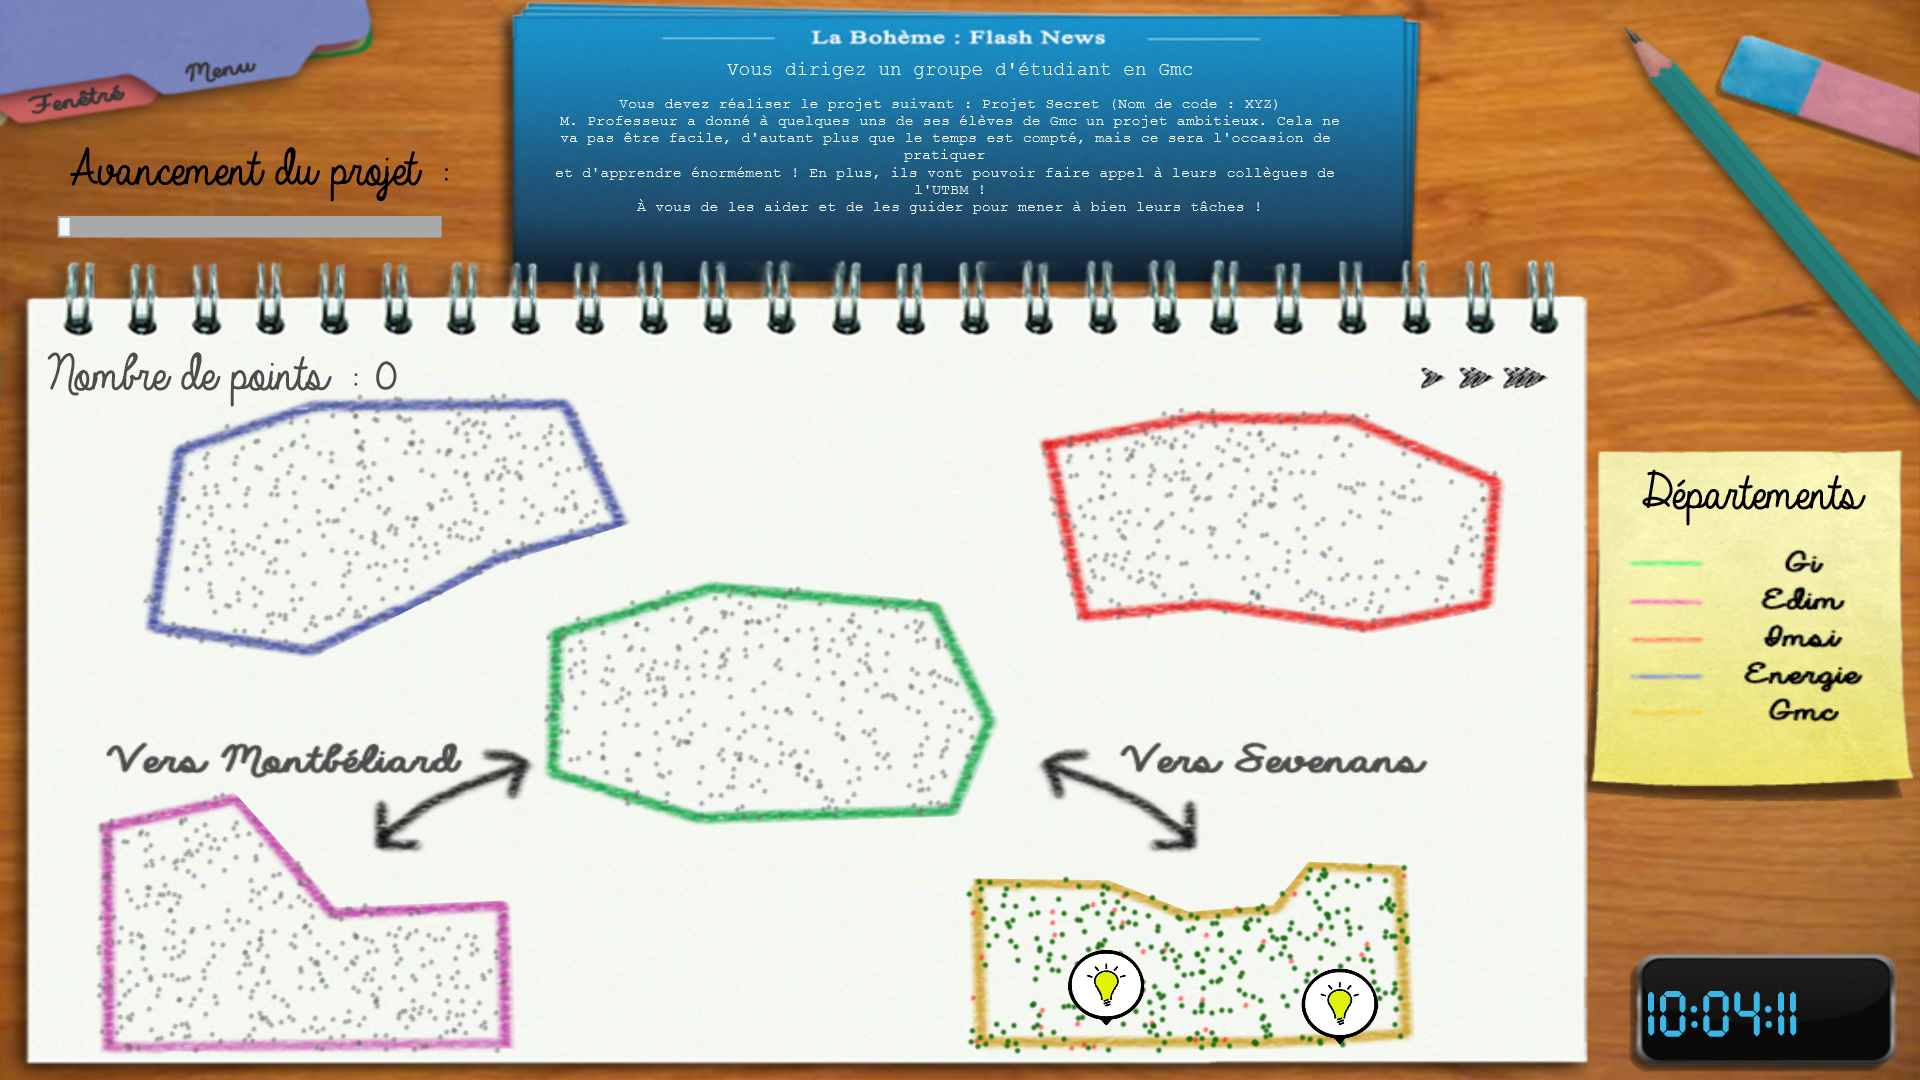 Menu
Fenêtré
La Bohème : Flash News
Vous dirigez un groupe d'étudiant en Gmc
Vous devez réaliser le projet suivant : Projet Secret (Nom de code : XYZ)
M. Professeur a donné à quelques uns de ses élèves de Gmc un projet ambitieux. Cela ne
va pas être facile, d'autant plus que le temps est compté, mais ce sera l'occasion de
pratiquer
et d'apprendre énormément ! En plus, ils vont pouvoir faire appel à leurs collègues de
l'UTBM !
À vous de les aider et de les guider pour mener à bien leurs tâches !
Avancement du projet :
Nombre de points : 0
Départements
Gi
Edim
Imsi
Energie
Gmc
Vers Montbéliard
Vers Sevenans
10:04:11